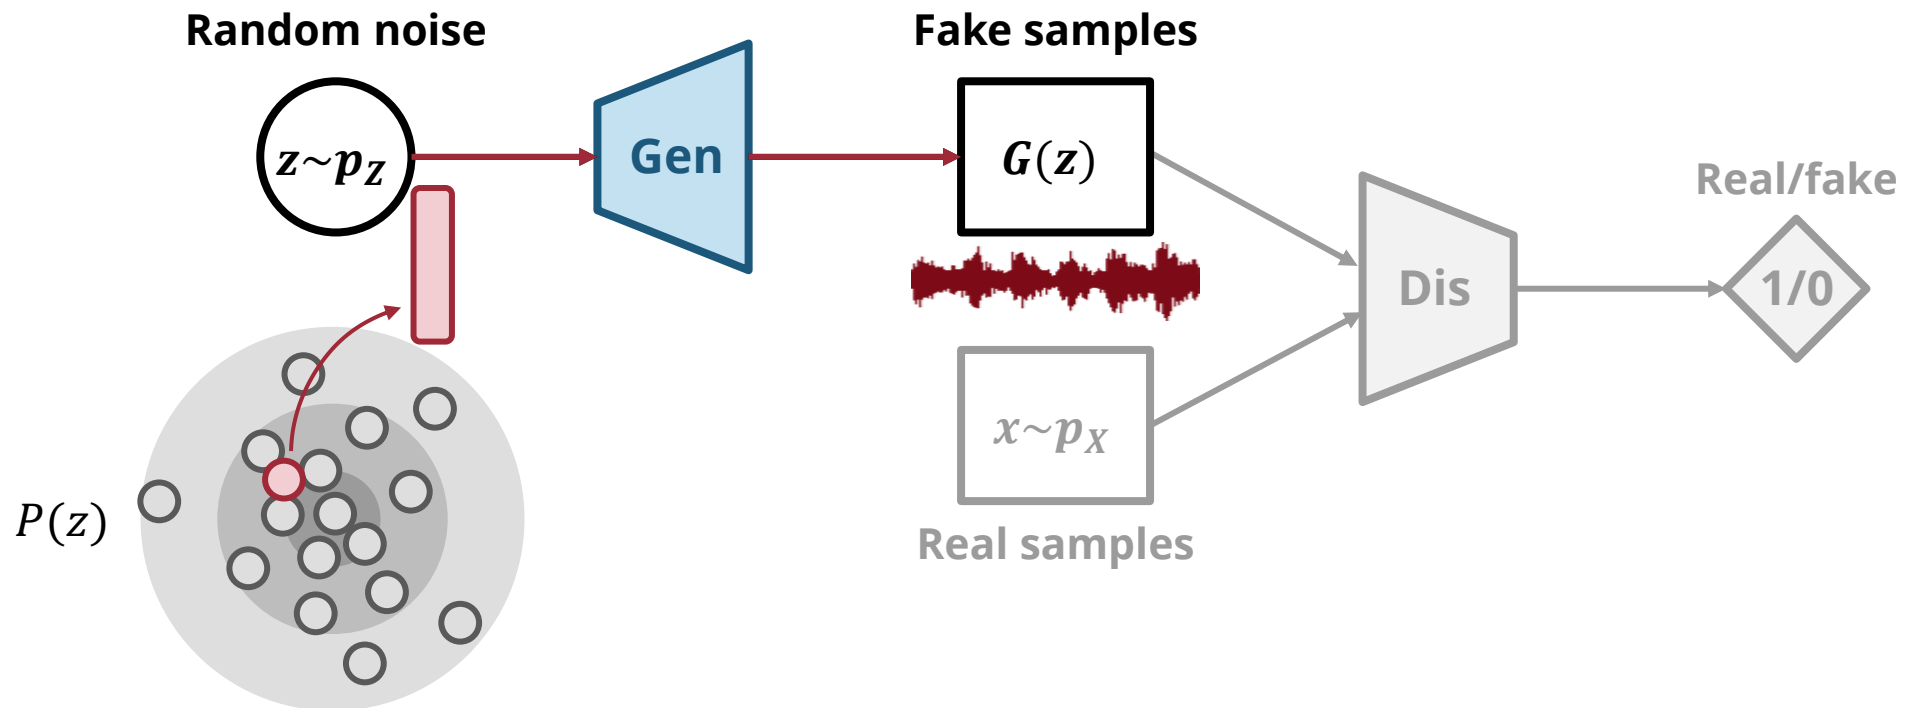 Random noise
Fake samples
z~p_Z
Gen
G(z)
Real/fake
Dis
1/0
x~p_X
P(z)
Real samples